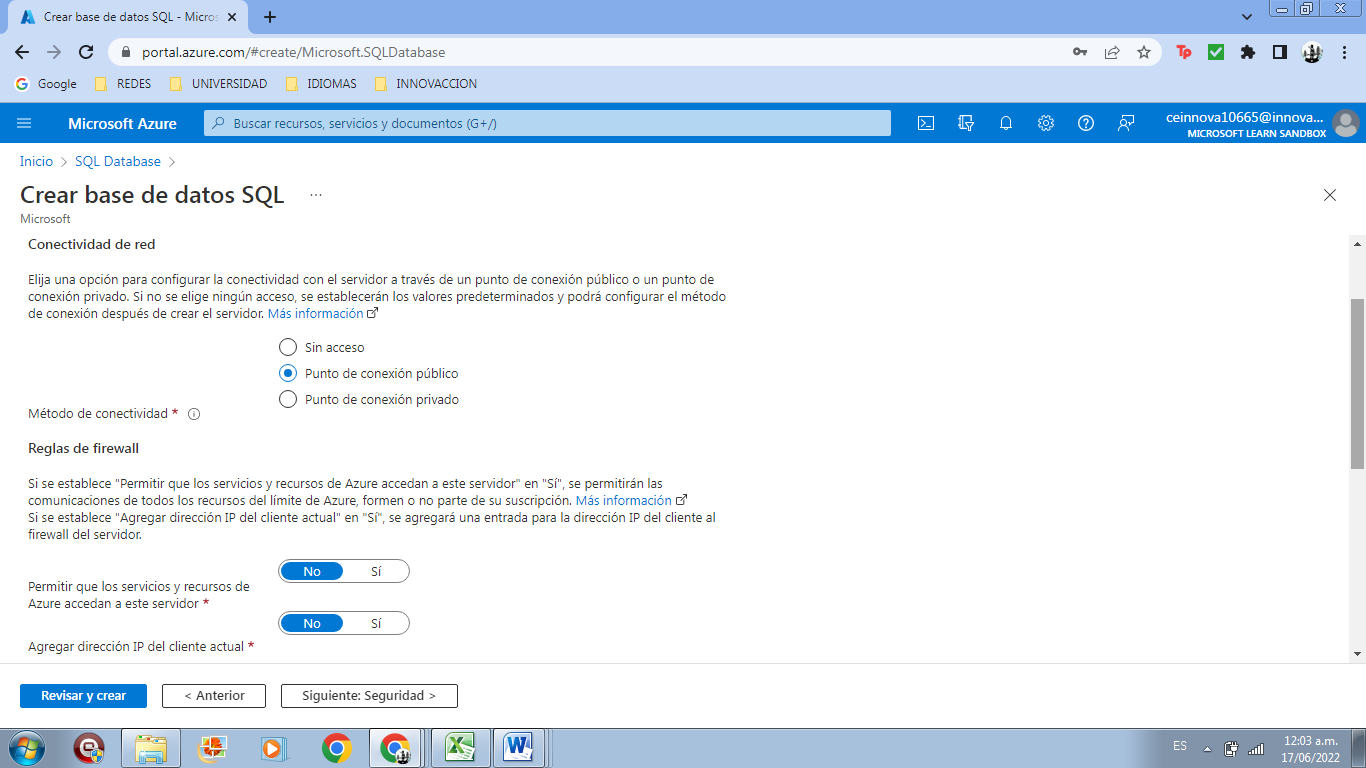 Crear base de datos SQL - Micros
portal.azure.com/#create/Microsoft.SQLDatabase
Google REDES UNIVERSIDAD IDIOMAS INNOVACCION
Microsoft Azure
Buscar recursos, servicios y documentos (G+/)
ceinnova10665@innova...
MICROSOFT LEARN SANDBOX
Inicio > SQL Database >
Crear base de datos SQL ...
Microsoft
Conectividad de red
Elija una opción para configurar la conectividad con el servidor a través de un punto de conexión público o un punto de
conexión privado. Si no se elige ningún acceso, se establecerán los valores predeterminados y podrá configurar el método
de conexión después de crear el servidor. Más información
Sin acceso
Punto de conexión público
Punto de conexión privado
Método de conectividad *
Reglas de firewall
Si se establece "Permitir que los servicios y recursos de Azure accedan a este servidor" en "Sí", se permitirán las
comunicaciones de todos los recursos del límite de Azure, formen o no parte de su suscripción. Más información
Si se establece "Agregar dirección IP del cliente actual" en "Sí", se agregará una entrada para la dirección IP del cliente al
firewall del servidor.
No Sí
Permitir que los servicios y recursos de
Azure accedan a este servidor *
No Sí
Agregar dirección IP del cliente actual *
Revisar y crear
< Anterior
Siguiente: Seguridad >
ES
12:03 a.m.
17/06/2022